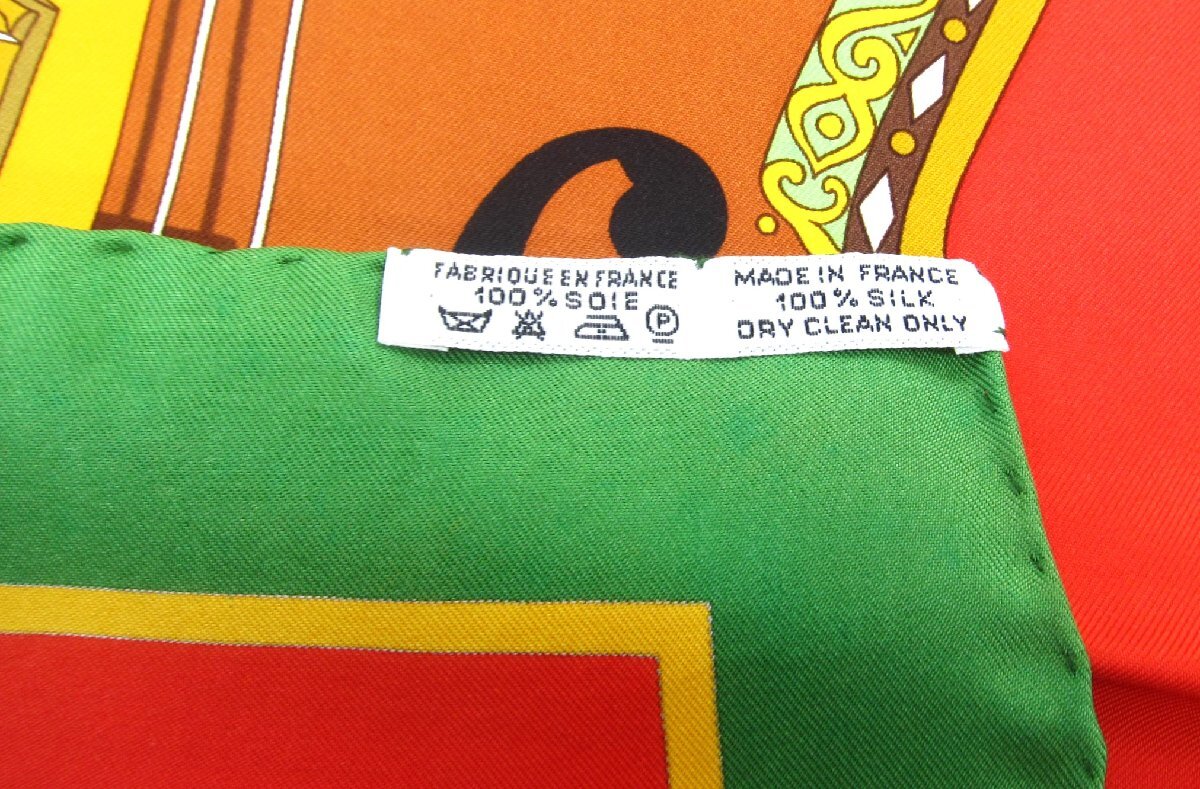 FABRIQUE EN FRANCE
100% SOIE
P
MADE IN FRANCE
100% SILK
DRY CLEAN ONLY